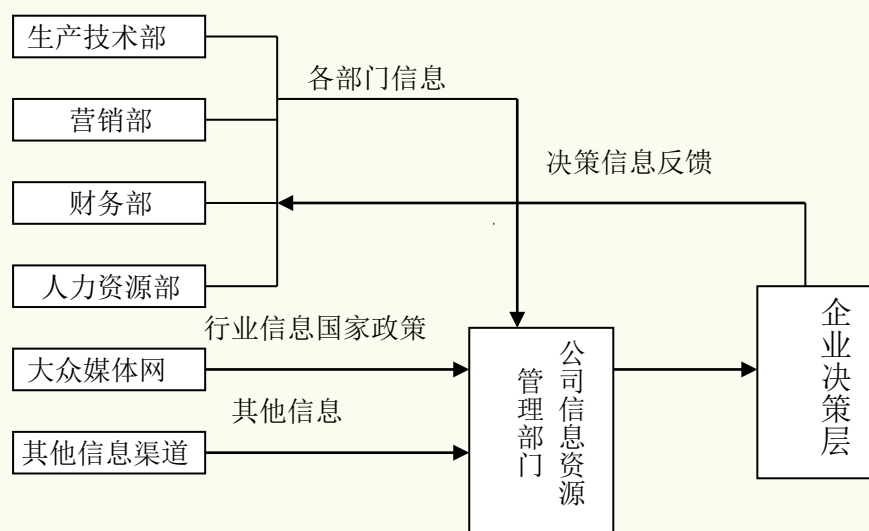 生产技术部
各部门信息
营销部
决策信息反馈
财务部
人力资源部
行业信息国家政策
大众媒体网
其他信息
其他信息渠道
公司信息资源
管理部门
企业决策层